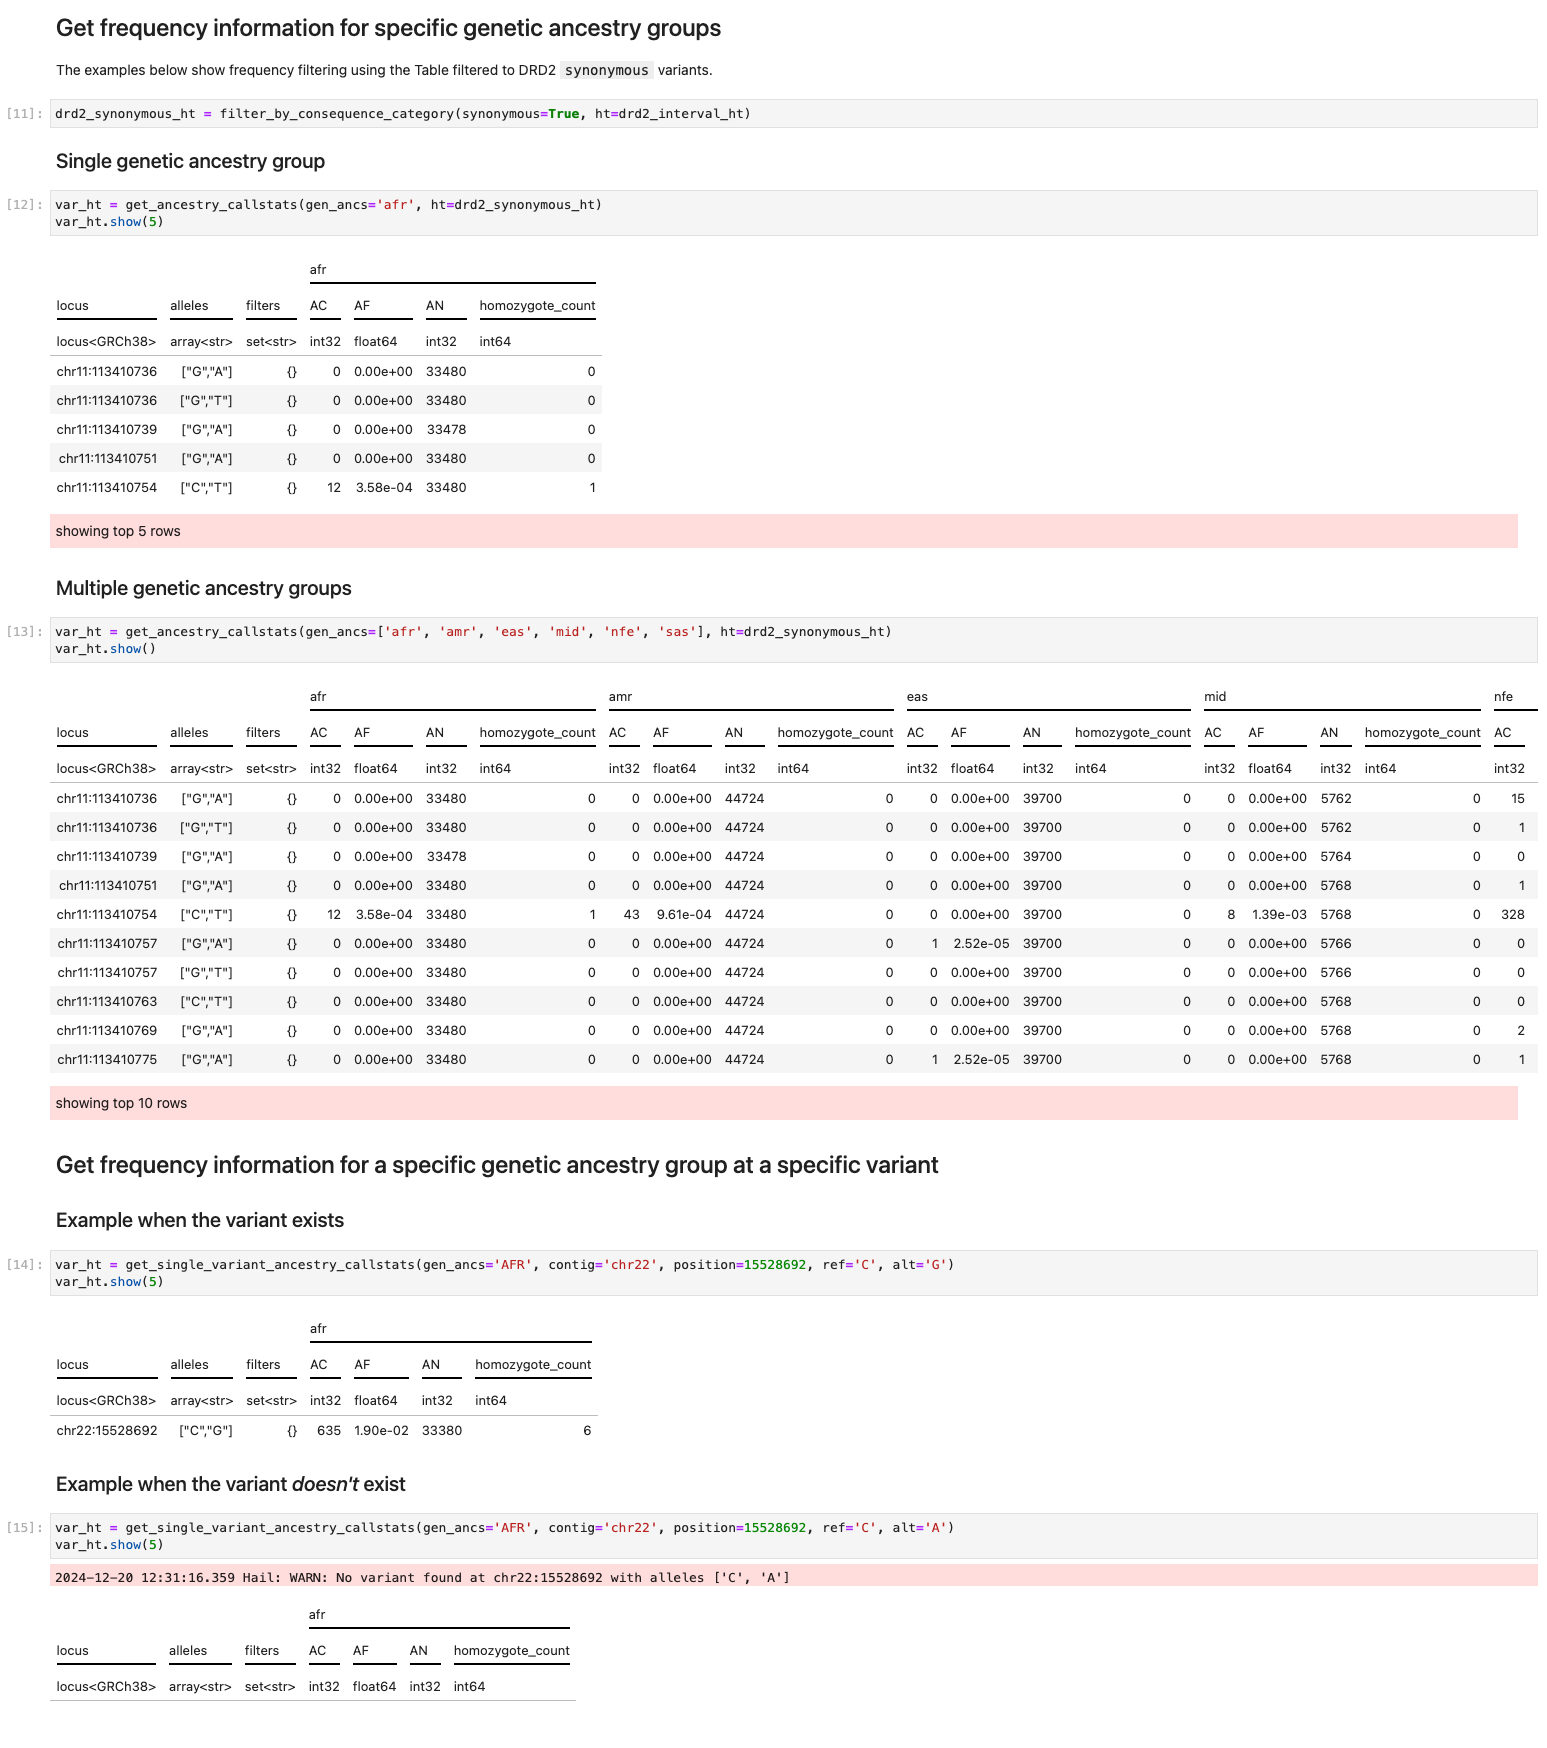 Get frequency information for specific genetic ancestry groups
The examples below show frequency filtering using the Table filtered to DRD2 synonymous variants.
[11]: drd2_synonymous_ht = filter_by_consequence_category(synonymous=True, ht=drd2_interval_ht)
Single genetic ancestry group
[12]: var_ht = get_ancestry_callstats(gen_ancs='afr', ht=drd2_synonymous_ht)
var_ht.show(5)
afr
locus alleles filters AC AF AN homozygote_count
locus<GRCh38> array<str> set<str> int32 float64 int32 int64
chr11:113410736 ["G","A"] {} 0 0.00e+00 33480 0
chr11:113410736 ["G","T"] {} 0 0.00e+00 33480 0
chr11:113410739 ["G","A"] {} 0 0.00e+00 33478 0
chr11:113410751 ["G","A"] {} 0 0.00e+00 33480 0
chr11:113410754 ["C","T"] {} 12 3.58e-04 33480 1
showing top 5 rows
Multiple genetic ancestry groups
[13]: var_ht = get_ancestry_callstats(gen_ancs=['afr', 'amr', 'eas', 'mid', 'nfe', 'sas'], ht=drd2_synonymous_ht)
var_ht.show()
afr amr eas mid nfe
locus alleles filters AC AF AN homozygote_count AC AF AN homozygote_count AC AF AN homozygote_count AC AF AN homozygote_count AC
locus<GRCh38> array<str> set<str> int32 float64 int32 int64 int32 float64 int32 int64 int32 float64 int32 int64 int32 float64 int32 int64 int32
chr11:113410736 ["G","A"] {} 0 0.00e+00 33480 0 0 0.00e+00 44724 0 0 0.00e+00 39700 0 0 0.00e+00 5762 0 15
chr11:113410736 ["G","T"] {} 0 0.00e+00 33480 0 0 0.00e+00 44724 0 0 0.00e+00 39700 0 0 0.00e+00 5762 0 1
chr11:113410739 ["G","A"] {} 0 0.00e+00 33478 0 0 0.00e+00 44724 0 0 0.00e+00 39700 0 0 0.00e+00 5764 0 0
chr11:113410751 ["G","A"] {} 0 0.00e+00 33480 0 0 0.00e+00 44724 0 0 0.00e+00 39700 0 0 0.00e+00 5768 0 1
chr11:113410754 ["C","T"] {} 12 3.58e-04 33480 1 43 9.61e-04 44724 0 0 0.00e+00 39700 0 8 1.39e-03 5768 0 328
chr11:113410757 ["G","A"] {} 0 0.00e+00 33480 0 0 0.00e+00 44724 0 1 2.52e-05 39700 0 0 0.00e+00 5766 0 0
chr11:113410757 ["G","T"] {} 0 0.00e+00 33480 0 0 0.00e+00 44724 0 0 0.00e+00 39700 0 0 0.00e+00 5766 0 0
chr11:113410763 ["C","T"] {} 0 0.00e+00 33480 0 0 0.00e+00 44724 0 0 0.00e+00 39700 0 0 0.00e+00 5768 0 0
chr11:113410769 ["G","A"] {} 0 0.00e+00 33480 0 0 0.00e+00 44724 0 0 0.00e+00 39700 0 0 0.00e+00 5768 0 2
chr11:113410775 ["G","A"] {} 0 0.00e+00 33480 0 0 0.00e+00 44724 0 1 2.52e-05 39700 0 0 0.00e+00 5768 0 1
showing top 10 rows
Get frequency information for a specific genetic ancestry group at a specific variant
Example when the variant exists
[14]: var_ht = get_single_variant_ancestry_callstats(gen_ancs='AFR', contig='chr22', position=15528692, ref='C', alt='G')
var_ht.show(5)
afr
locus alleles filters AC AF AN homozygote_count
locus<GRCh38> array<str> set<str> int32 float64 int32 int64
chr22:15528692 ["C","G"] {} 635 1.90e-02 33380 6
Example when the variant doesn't exist
[15]: var_ht = get_single_variant_ancestry_callstats(gen_ancs='AFR', contig='chr22', position=15528692, ref='C', alt='A')
var_ht.show(5)
2024-12-20 12:31:16.359 Hail: WARN: No variant found at chr22:15528692 with alleles ['C', 'A']
afr
locus alleles filters AC AF AN homozygote_count
locus<GRCh38> array<str> set<str> int32 float64 int32 int64